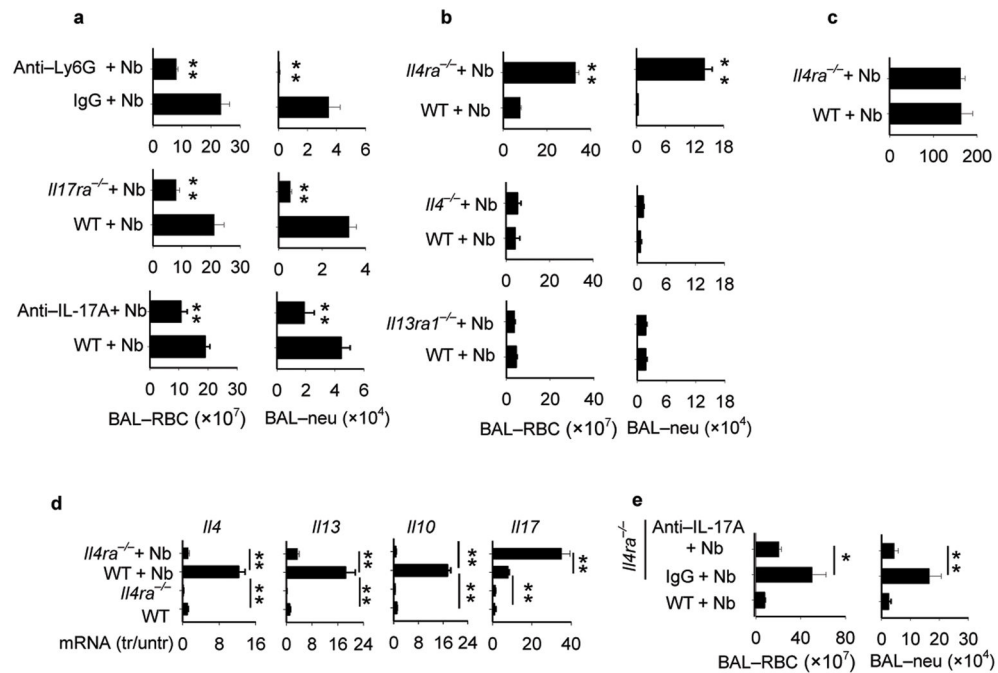 a
Anti–Ly6G + Nb
**
**
IgG + Nb
0 10 20 30
0 2 4 6
Il17ra−/− + Nb
**
**
WT + Nb
0 10 20 30
0 2 4
Anti–IL-17A+ Nb
**
**
WT + Nb
0 10 20 30
0 2 4 6
BAL–RBC (×10⁷)
BAL–neu (×10⁴)
b
Il4ra−/− + Nb
**
**
WT + Nb
0 20 40
0 6 12 18
Il4−/− + Nb
WT + Nb
0 20 40
0 6 12 18
Il13ra1−/− + Nb
WT + Nb
0 20 40
0 6 12 18
BAL–RBC (×10⁷)
BAL–neu (×10⁴)
c
Il4ra−/− + Nb
WT + Nb
0 100 200
d
Il4 Il13 Il10 Il17
Il4ra−/− + Nb
WT + Nb
Il4ra−/−
WT
** ** ** **
** ** ** **
mRNA (tr/untr)
0 8 16
0 8 16 24
0 8 16 24
0 20 40
e
Il4ra−/−
Anti–IL-17A
+ Nb
IgG + Nb
WT + Nb
*
**
0 40 80
0 10 20 30
BAL–RBC (×10⁷)
BAL–neu (×10⁴)